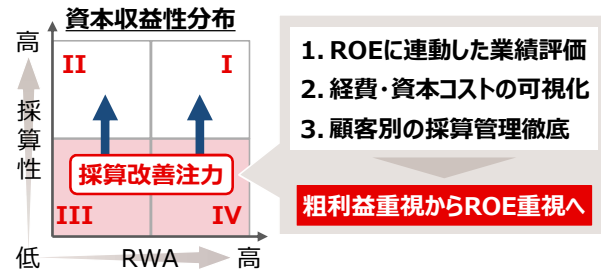 資本収益性分布
高
採算性
低
II
I
採算改善注力
III
IV
RWA
高
1. ROEに連動した業績評価
2. 経費・資本コストの可視化
3. 顧客別の採算管理徹底
粗利益重視からROE重視へ